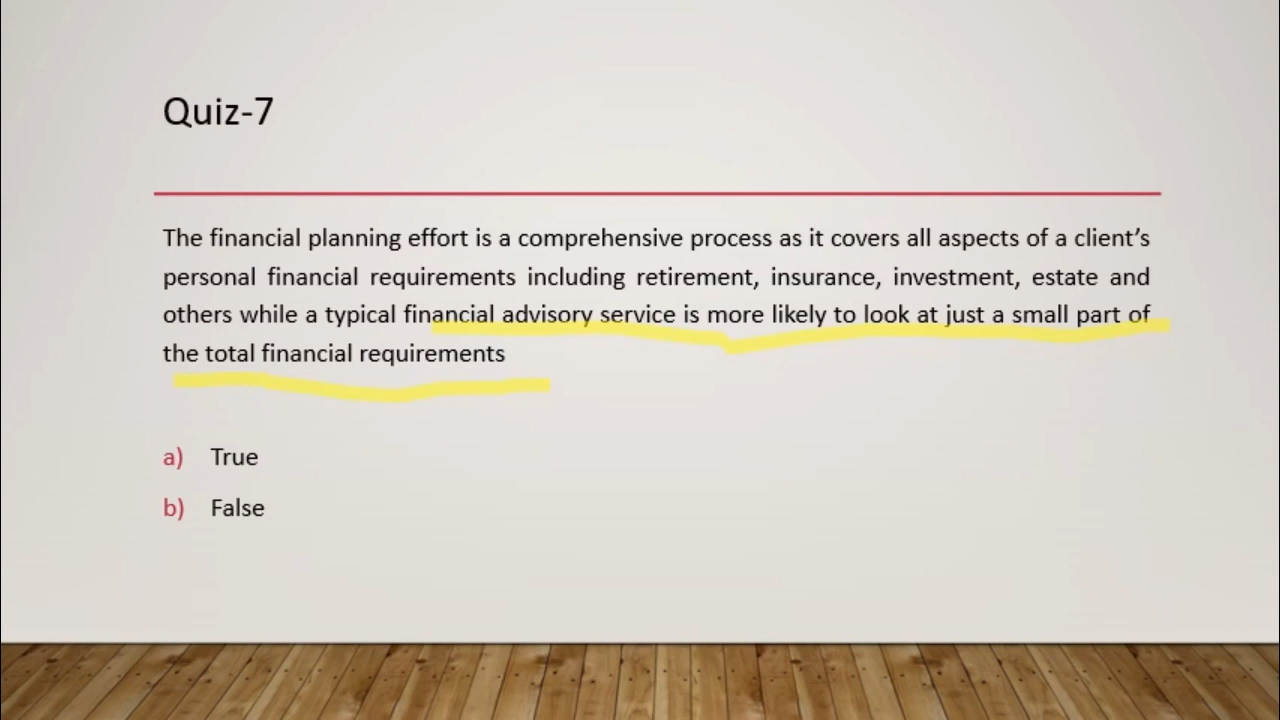 Quiz-7
The financial planning effort is a comprehensive process as it covers all aspects of a client’s
personal financial requirements including retirement, insurance, investment, estate and
others while a typical financial advisory service is more likely to look at just a small part of
the total financial requirements
a) True
b) False